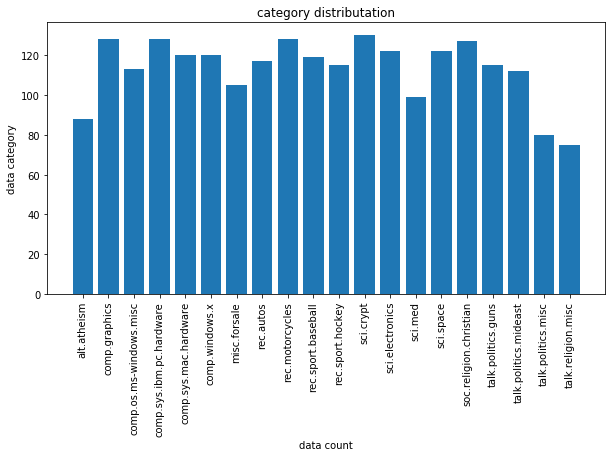 category distributation
data category
120
100
80
60
40
20
0
alt.atheism
comp.graphics
comp.os.ms-windows.misc
comp.sys.ibm.pc.hardware
comp.sys.mac.hardware
comp.windows.x
misc.forsale
rec.autos
rec.motorcycles
rec.sport.baseball
rec.sport.hockey
sci.crypt
sci.electronics
sci.med
sci.space
soc.religion.christian
talk.politics.guns
talk.politics.mideast
talk.politics.misc
talk.religion.misc
data count